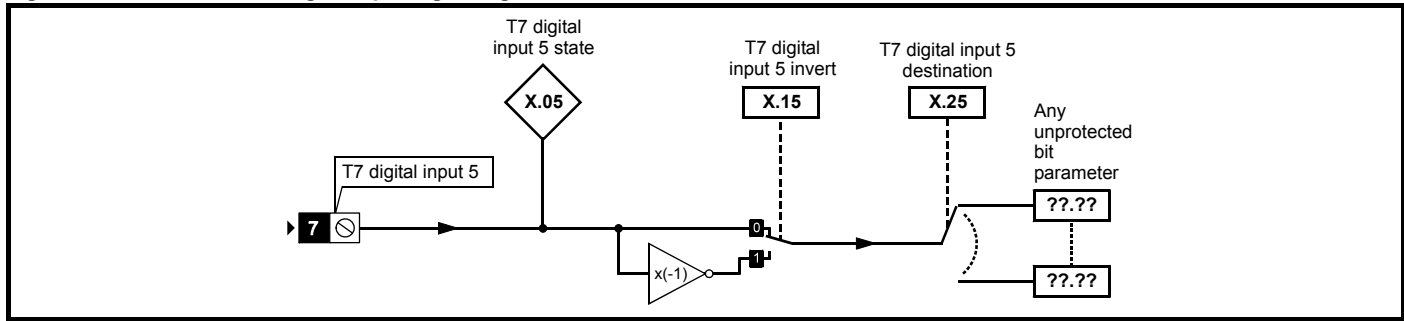 T7 digital
input 5 state
X.05
T7 digital
input 5 invert
X.15
T7 digital input 5
destination
X.25
Any
unprotected
bit
parameter
??.??
??.??
T7 digital input 5
7
0
1
x(-1)